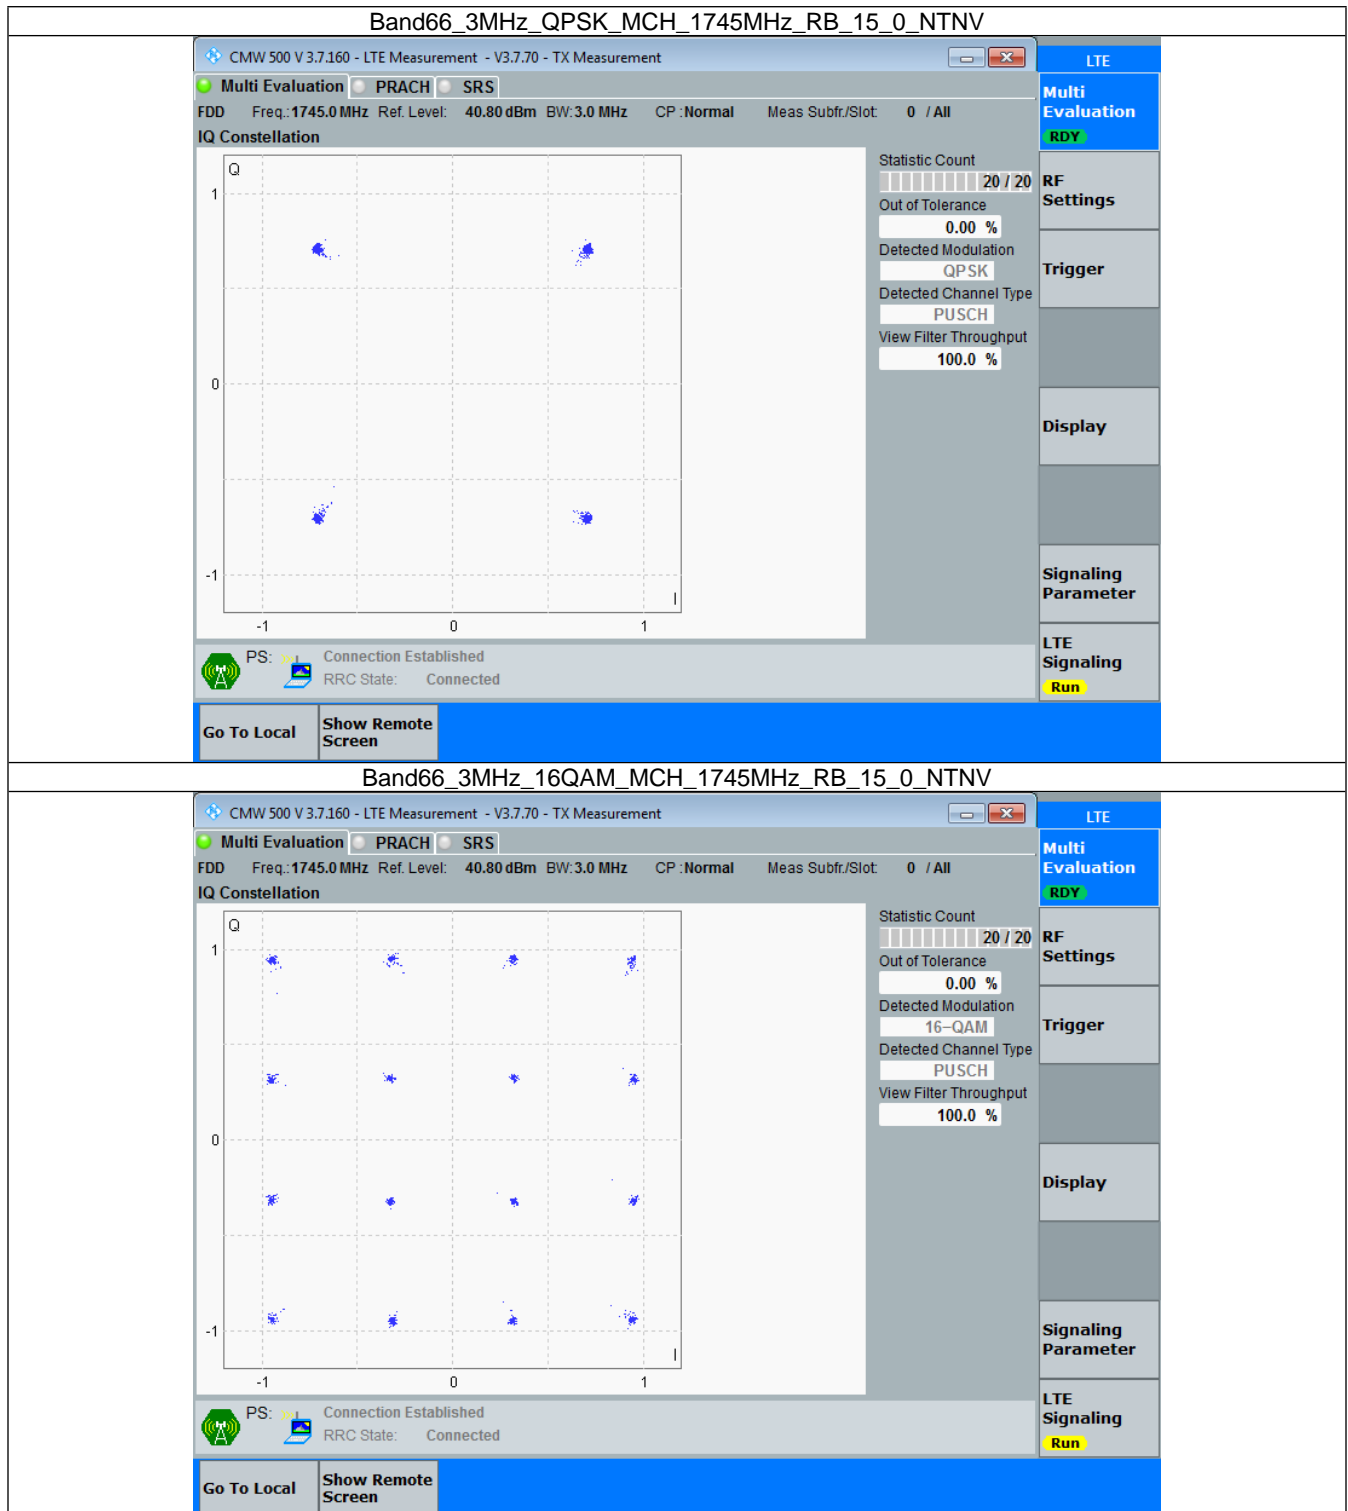 Band66_3MHz_QPSK_MCH_1745MHz_RB_15_0_NTNV
CMW 500 V 3.7.160 - LTE Measurement - V3.7.70 - TX Measurement
LTE
Multi Evaluation PRACH SRS
Multi
Evaluation
RDY
FDD Freq.:1745.0 MHz Ref. Level: 40.80 dBm BW:3.0 MHz CP :Normal Meas Subfr./Slot: 0 / All
IQ Constellation
Q
1
0
-1
I
-1 0 1
Statistic Count
20 / 20
Out of Tolerance
0.00 %
Detected Modulation
QPSK
Detected Channel Type
PUSCH
View Filter Throughput
100.0 %
RF
Settings
Trigger
Display
Signaling
Parameter
LTE
Signaling
Run
PS: Connection Established
RRC State: Connected
Go To Local
Show Remote
Screen
Band66_3MHz_16QAM_MCH_1745MHz_RB_15_0_NTNV
CMW 500 V 3.7.160 - LTE Measurement - V3.7.70 - TX Measurement
LTE
Multi Evaluation PRACH SRS
Multi
Evaluation
RDY
FDD Freq.:1745.0 MHz Ref. Level: 40.80 dBm BW:3.0 MHz CP :Normal Meas Subfr./Slot: 0 / All
IQ Constellation
Q
1
0
-1
I
-1 0 1
Statistic Count
20 / 20
Out of Tolerance
0.00 %
Detected Modulation
16-QAM
Detected Channel Type
PUSCH
View Filter Throughput
100.0 %
RF
Settings
Trigger
Display
Signaling
Parameter
LTE
Signaling
Run
PS: Connection Established
RRC State: Connected
Go To Local
Show Remote
Screen